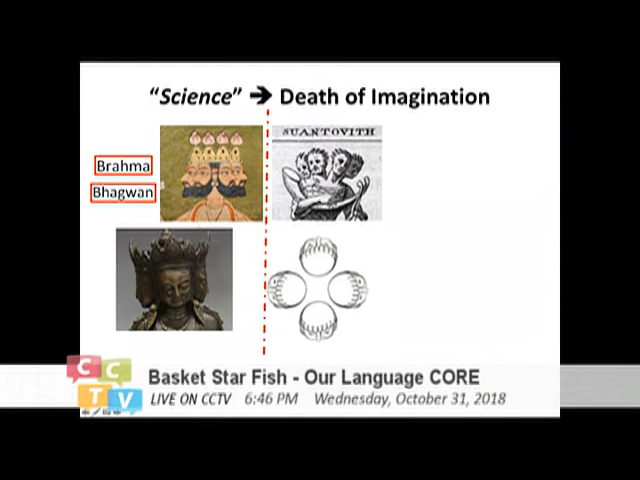 "Science" → Death of Imagination
SUANTOVITH
Brahma
Bhagwan
CCTV
Basket Star Fish - Our Language CORE
LIVE ON CCTV 6:46 PM Wednesday, October 31, 2018